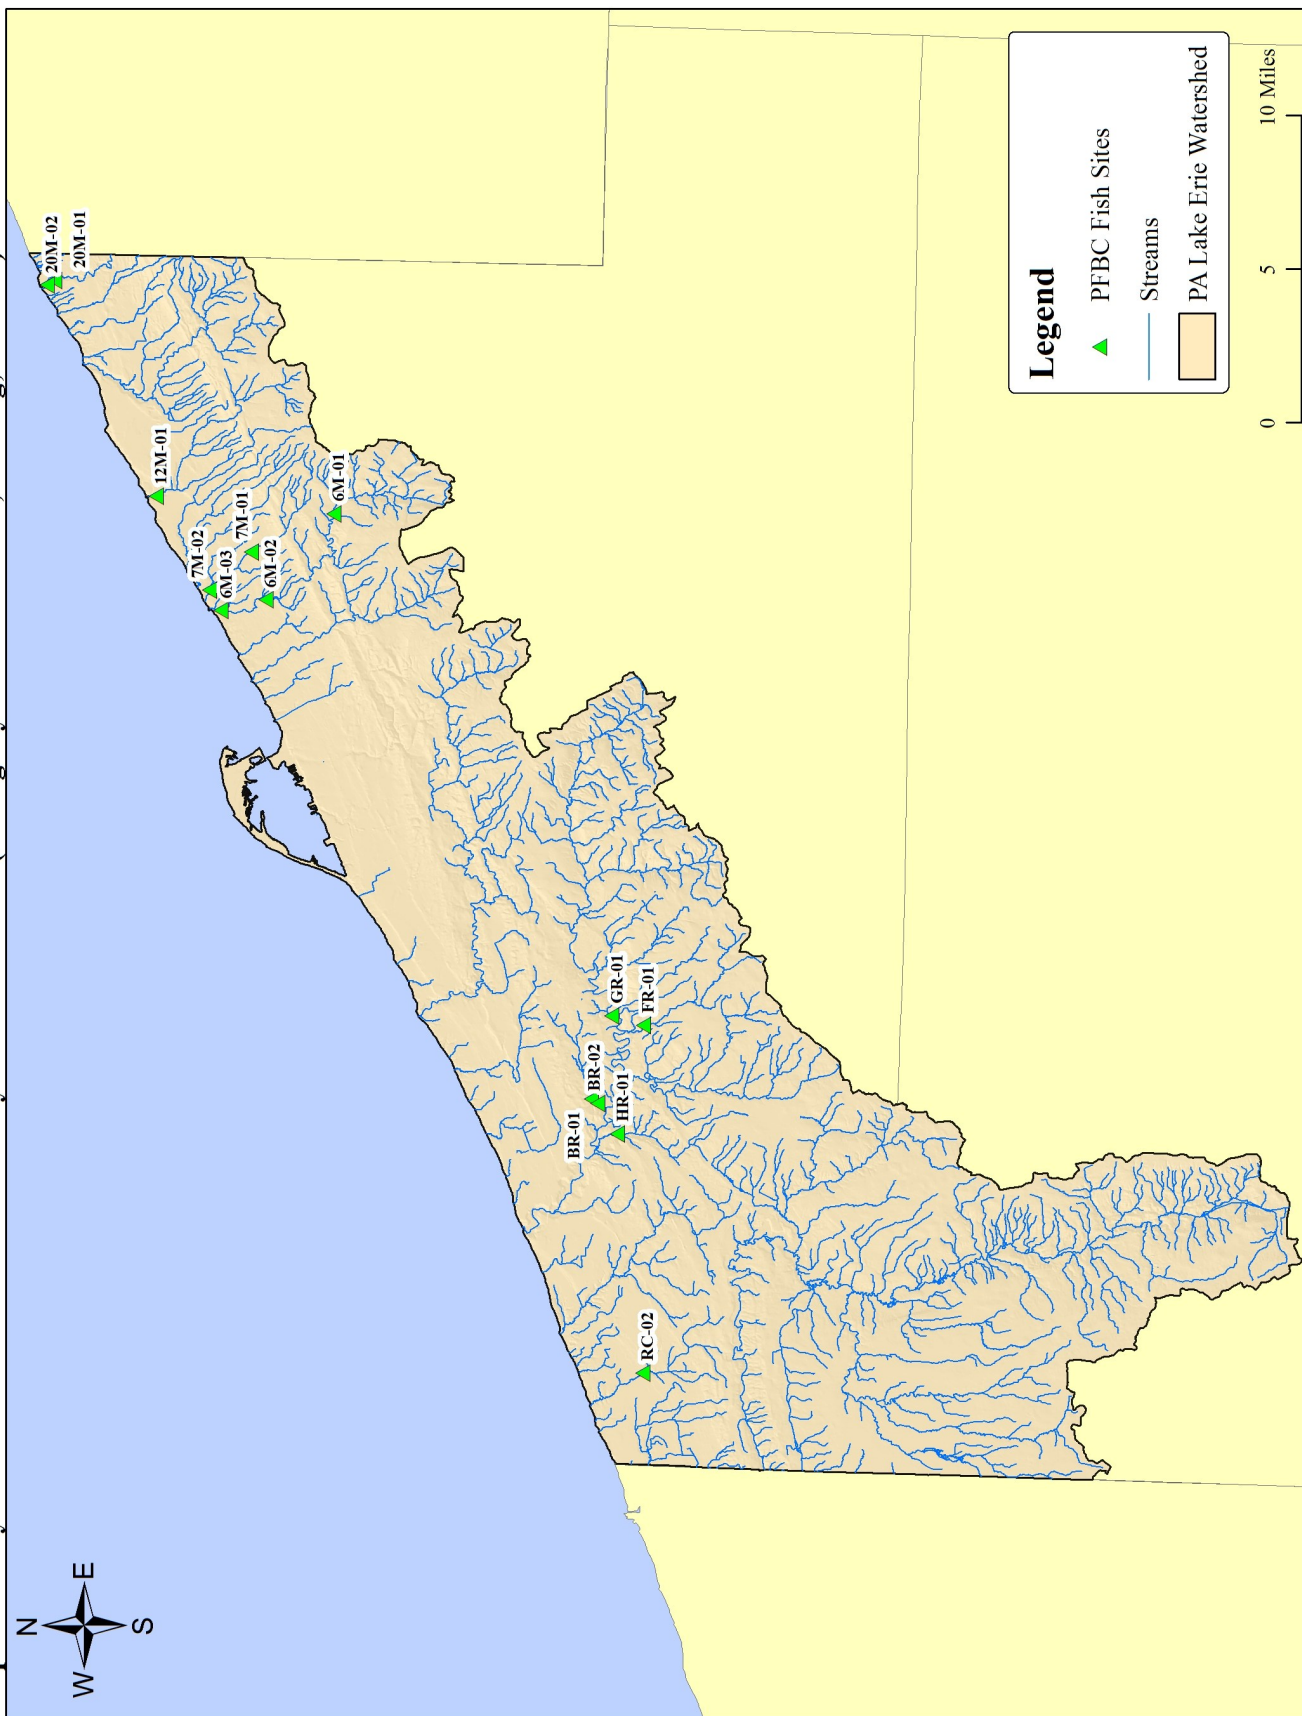 N
W
E
S
20M-02
20M-01
12M-01
7M-02
6M-03
7M-01
6M-02
6M-01
GR-01
FR-01
BR-02
BR-01
HR-01
RC-02
Legend
PFBC Fish Sites
Streams
PA Lake Erie Watershed
0 5 10 Miles